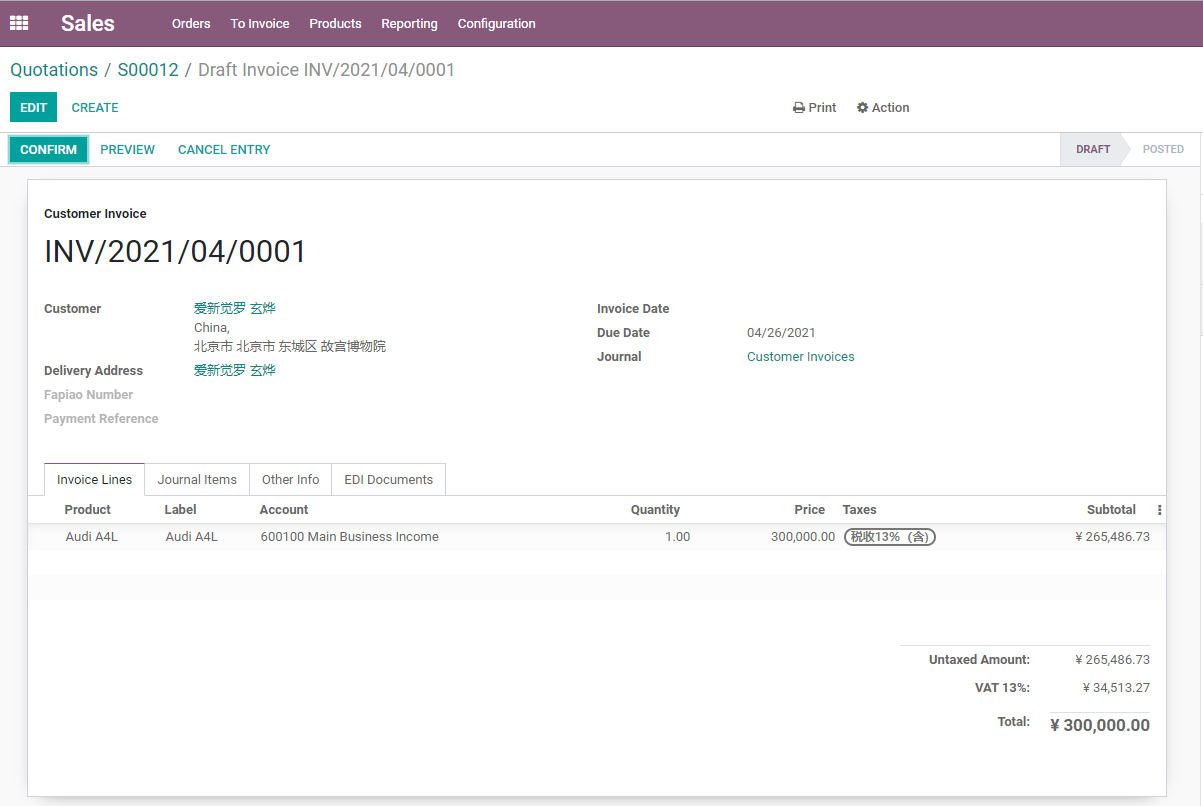 Sales Orders To Invoice Products Reporting Configuration
Quotations / S00012 / Draft Invoice INV/2021/04/0001
EDIT CREATE Print Action
CONFIRM PREVIEW CANCEL ENTRY DRAFT POSTED
Customer Invoice
INV/2021/04/0001
Customer 爱新觉罗 玄烨 Invoice Date
China,
Due Date 04/26/2021
北京市 北京市 东城区 故宫博物院
Journal Customer Invoices
Delivery Address 爱新觉罗 玄烨
Fapiao Number
Payment Reference
Invoice Lines Journal Items Other Info EDI Documents
Product Label Account Quantity Price Taxes Subtotal
Audi A4L Audi A4L 600100 Main Business Income 1.00 300,000.00 税收13%（含） ¥ 265,486.73
Untaxed Amount: ¥ 265,486.73
VAT 13%: ¥ 34,513.27
Total: ¥ 300,000.00